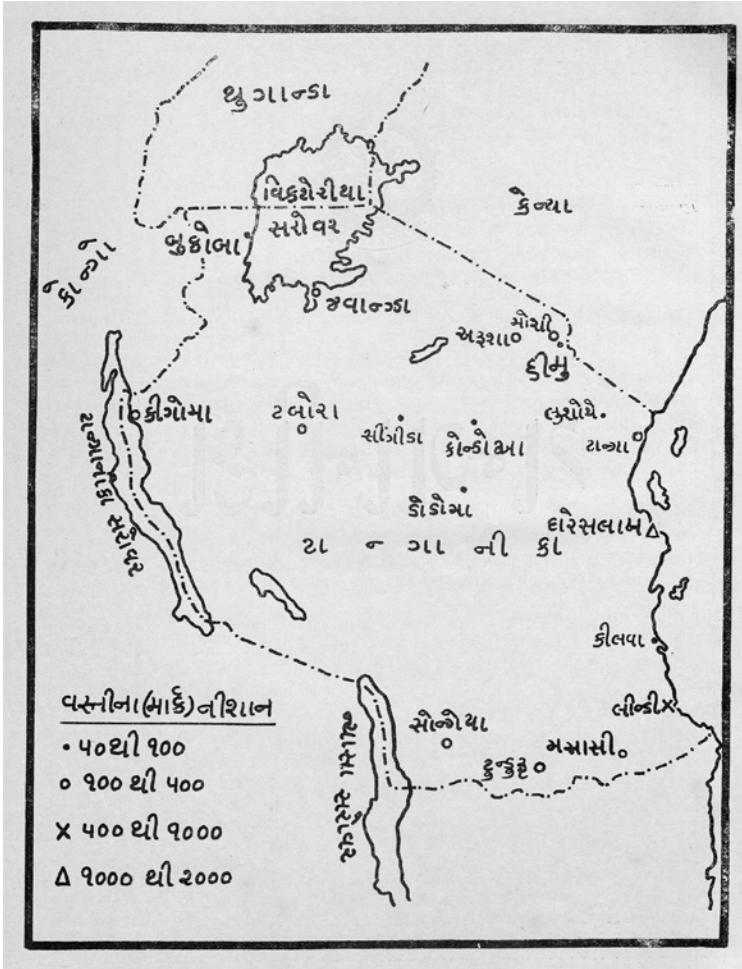 યુગાન્ડા
વિક્ટોરીયા
સરોવર
કેન્યા
કોન્ગો
બુકોબા
મ્વાન્ઝા
મોશી
અરૂશા
હીમુ
કીગોમા
ટબોરા
સીંગીડા
કોન્ડોઆ
લુશોથો
ટાન્ગા
ડોડોમાં
દારેસલામ
ટા ન ગા ની કા
ટાન્ગાનીકા સરોવર
કીલવા
લીન્ડી
સોન્ગેયા
મસાસી
ટુન્ડુરૂ
ન્યાસા સરોવર
વસ્તીના (માર્ક) નીશાન
૫૦થી ૧૦૦
૧૦૦ થી ૫૦૦
૫૦૦ થી ૧૦૦૦
૧૦૦૦ થી ૨૦૦૦